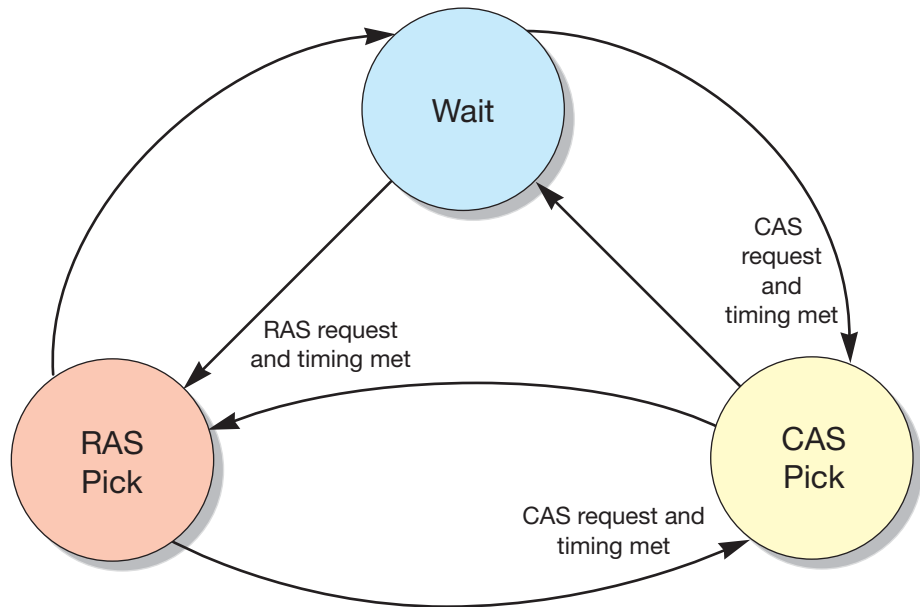 Wait
CAS
request
and
timing met
RAS request
and timing met
RAS
Pick
CAS
Pick
CAS request and
timing met